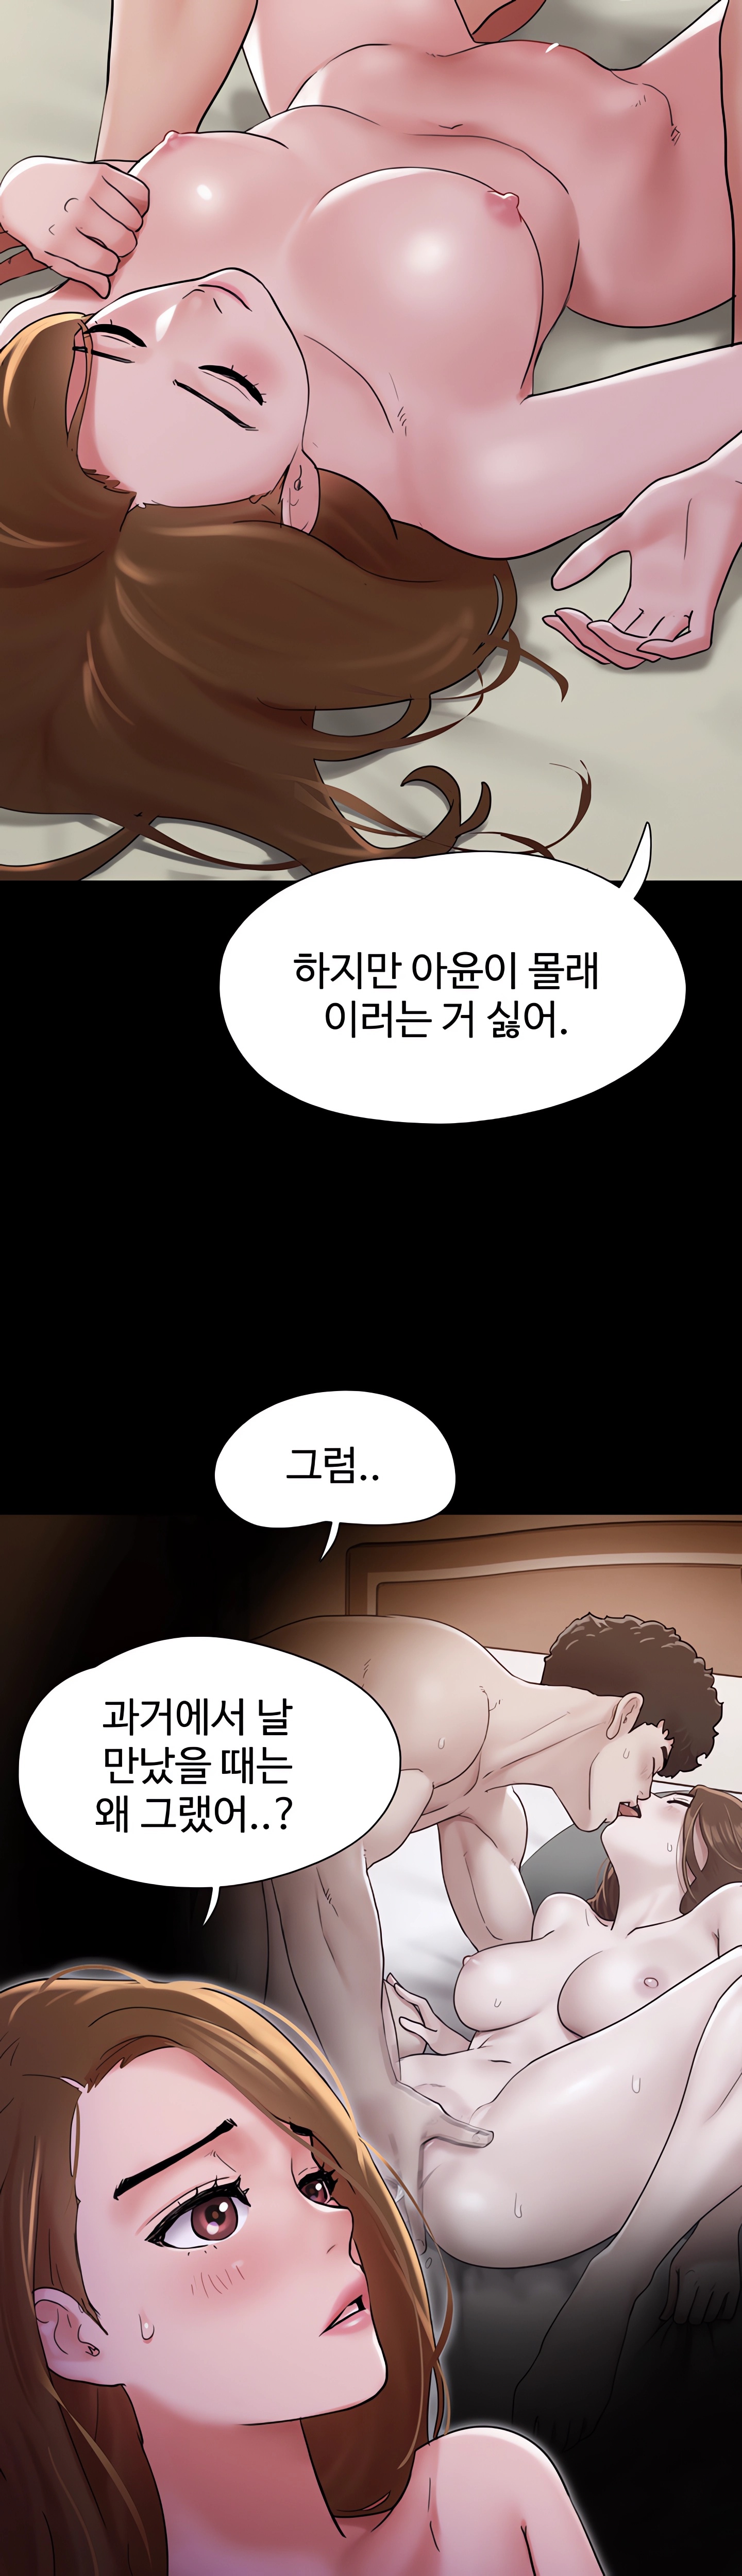 하지만 아윤이 몰래
이러는 거 싫어.
그럼..
과거에서 날
만났을 때는
왜 그랬어..?